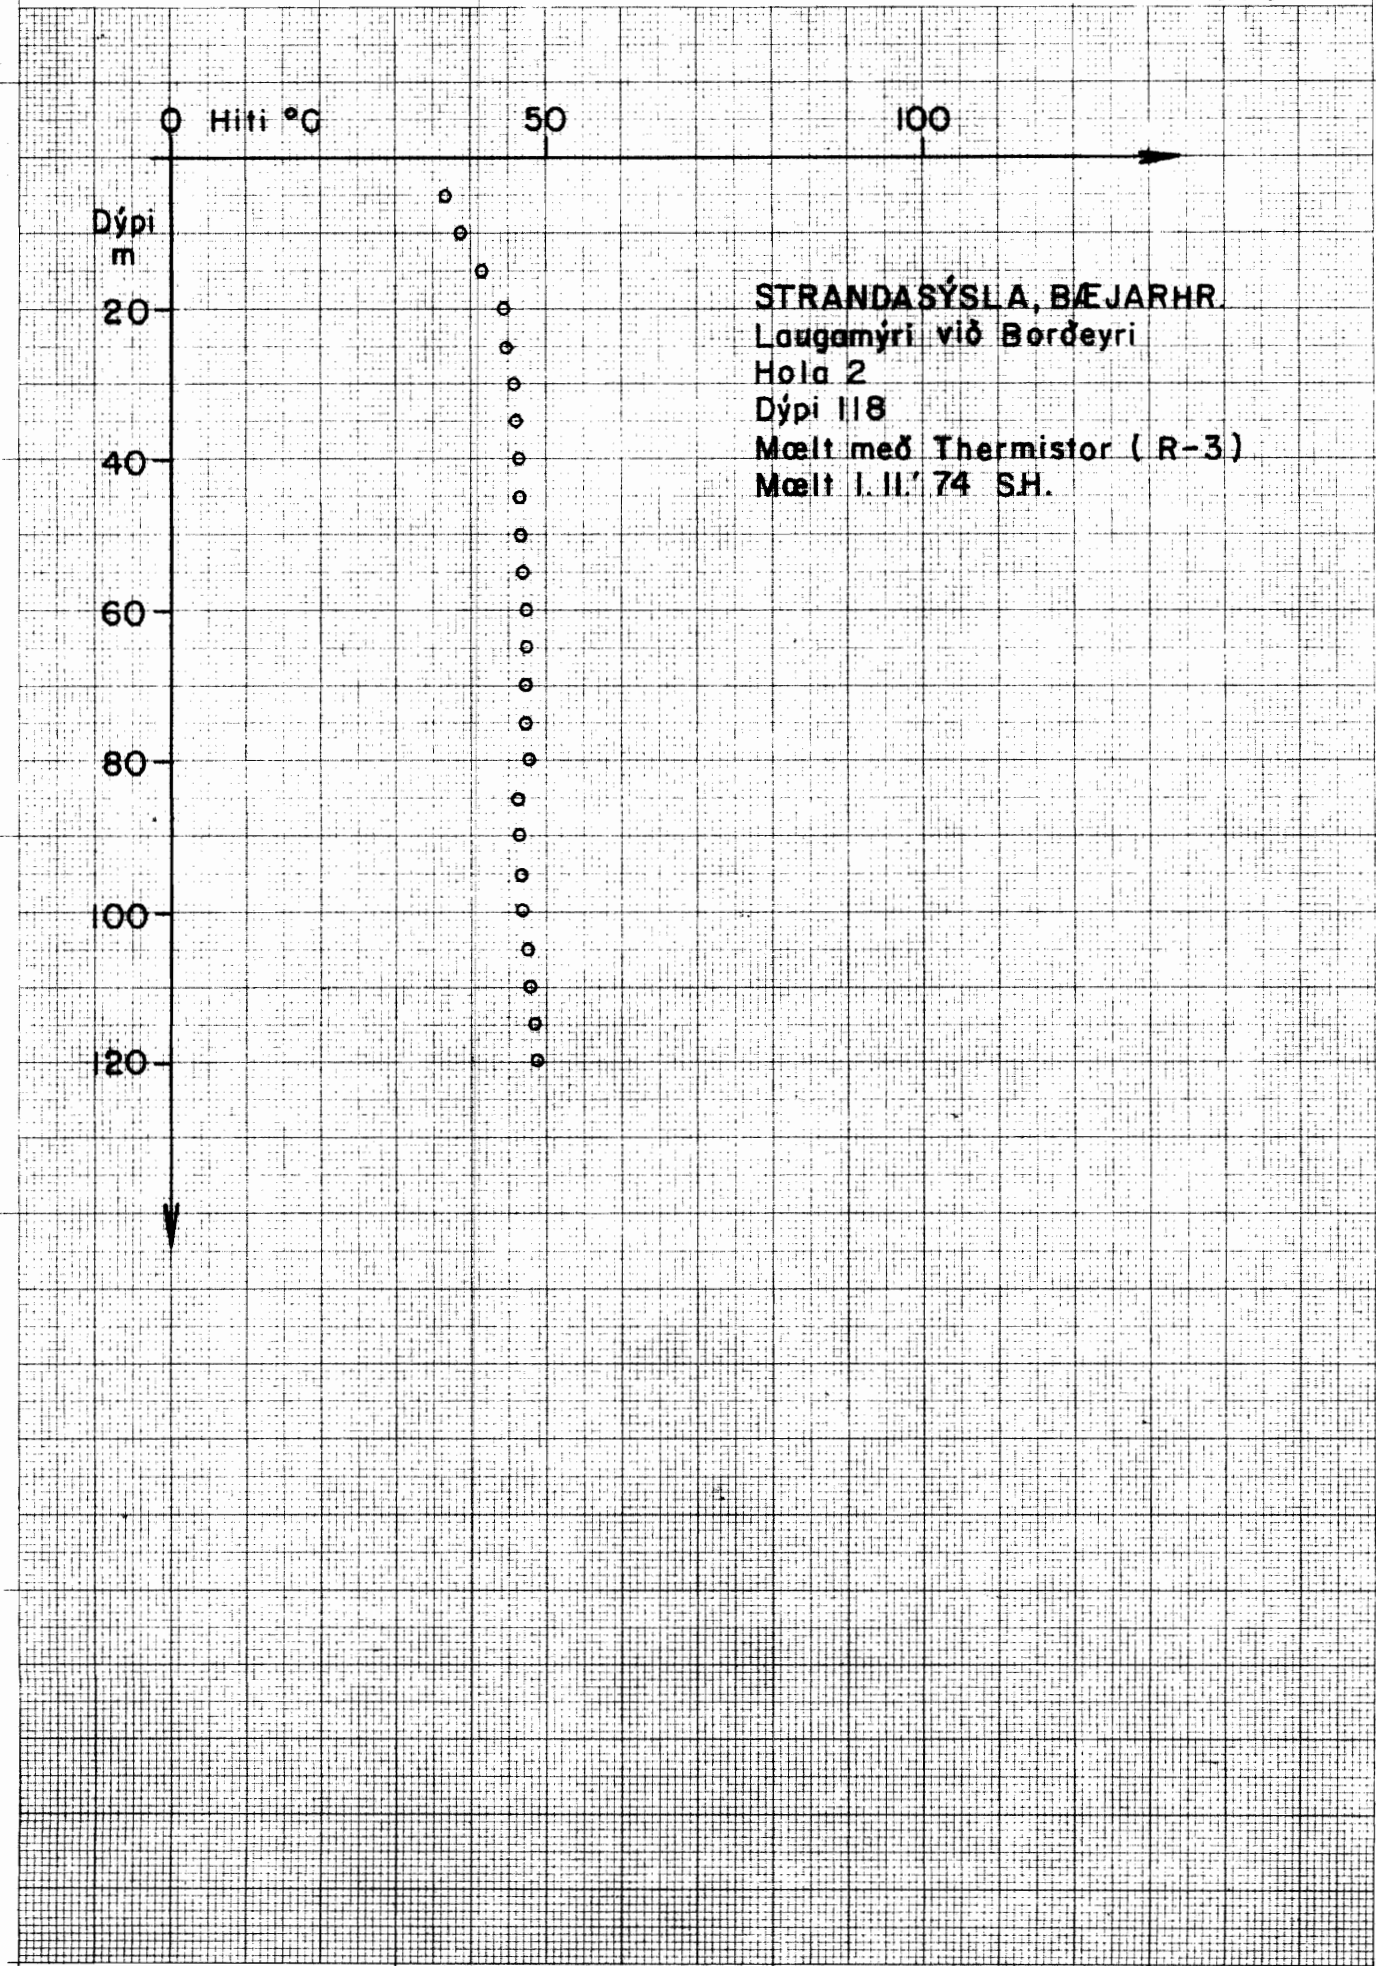 0 Hiti °C 50 100
Dýpi
m
20
40
60
80
100
120
STRANDASÝSLA, BÆJARHR.
Laugamýri við Borðeyri
Hola 2
Dýpi 118
Mælt með Thermistor ( R-3 )
Mælt 1. 11.' 74 S.H.